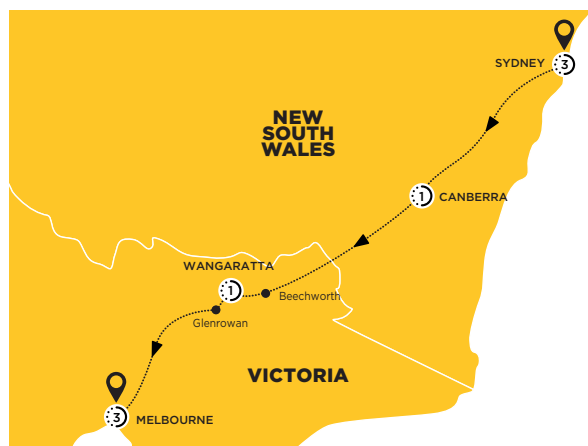 SYDNEY 3
NEW
SOUTH
WALES
1 CANBERRA
WANGARATTA
1
Beechworth
Glenrowan
VICTORIA
3 MELBOURNE